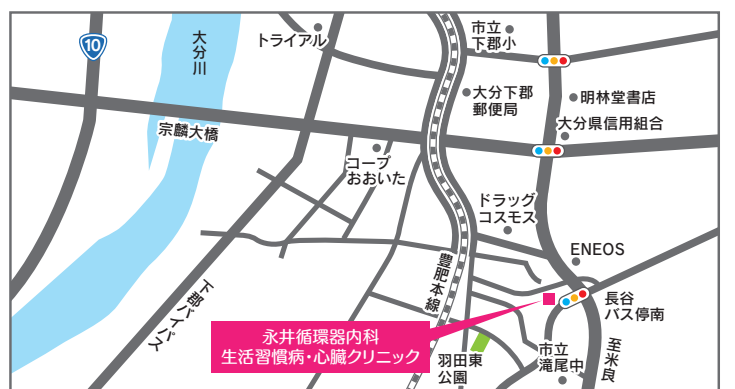 10
大分川
トライアル
市立
下郡小
大分下郡
郵便局
明林堂書店
大分県信用組合
宗麟大橋
コープ
おおいた
ドラッグ
コスモス
ENEOS
豊肥本線
下郡バイパス
長谷
バス停南
永井循環器内科
生活習慣病・心臓クリニック
羽田東
公園
市立
滝尾中
至米良